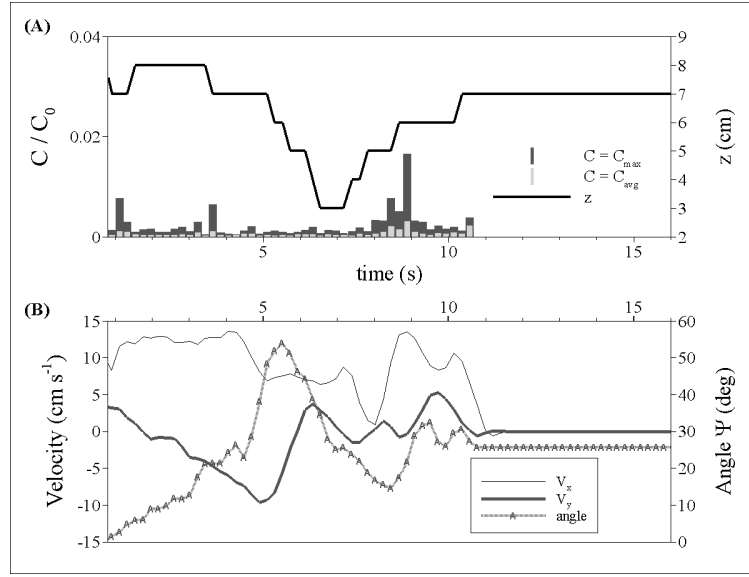 (A)
0.04
0.02
0
C / C0
9
8
7
6
5
4
3
2
z (cm)
C = Cmax
C = Cavg
z
5
10
15
time (s)
(B)
5
10
15
15
10
5
0
-5
-10
-15
Velocity (cm s-1)
60
50
40
30
20
10
0
Angle Ψ (deg)
Vx
Vy
angle